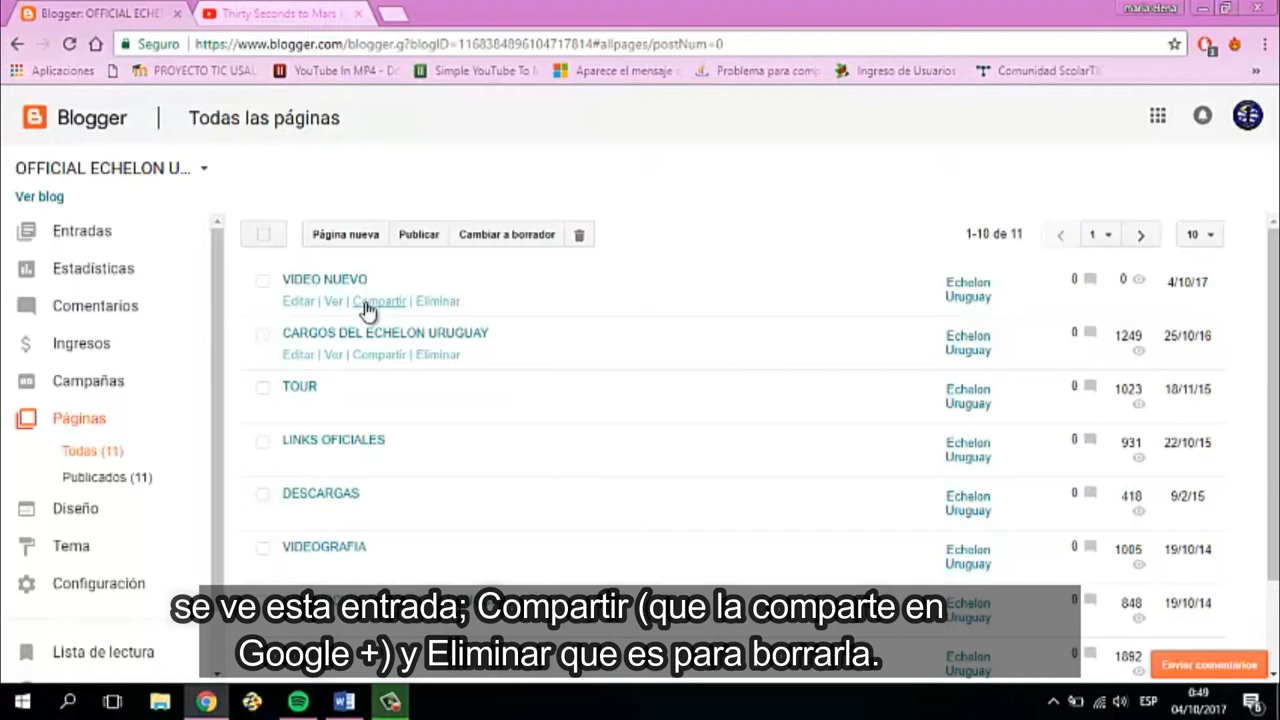 Blogger: OFFICIAL ECHE
Thirty Seconds to Mars
maria elena
Seguro
https://www.blogger.com/blogger.g?blogID=1168384896104717814#allpages/postNum=0
Aplicaciones
PROYECTO TIC USAL
YouTube In MP4 - Do
Simple YouTube To
Aparece el mensaje
Problema para comp
Ingreso de Usuarios
Comunidad ScolarTI
Blogger
Todas las páginas
OFFICIAL ECHELON U...
Ver blog
Entradas
Estadísticas
Comentarios
Ingresos
Campañas
Páginas
Todas (11)
Publicados (11)
Diseño
Tema
Configuración
Lista de lectura
Página nueva
Publicar
Cambiar a borrador
1-10 de 11
1
10
VIDEO NUEVO
Editar | Ver | Compartir | Eliminar
Echelon
Uruguay
0
0
4/10/17
CARGOS DEL ECHELON URUGUAY
Editar | Ver | Compartir | Eliminar
Echelon
Uruguay
0
1249
25/10/16
TOUR
Echelon
Uruguay
0
1023
18/11/15
LINKS OFICIALES
Echelon
Uruguay
0
931
22/10/15
DESCARGAS
Echelon
Uruguay
0
418
9/2/15
VIDEOGRAFIA
Echelon
Uruguay
0
1005
19/10/14
Echelon
Uruguay
0
848
19/10/14
Echelon
Uruguay
0
1892
Enviar comentarios
se ve esta entrada; Compartir (que la comparte en
Google +) y Eliminar que es para borrarla.
ESP
0:49
04/10/2017